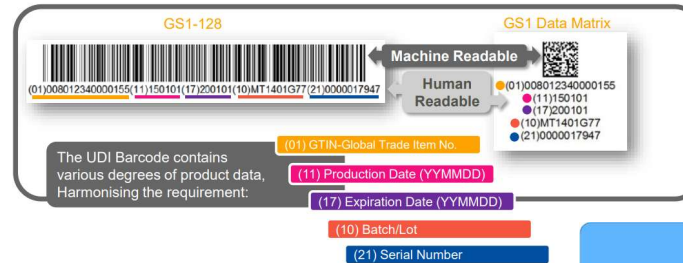 GS1-128
GS1 Data Matrix
Machine Readable
Human
Readable
(01)008012340000155(11)150101(17)200101(10)MT1401G77(21)0000017947
(01)008012340000155
(11)150101
(17)200101
(10)MT1401G77
(21)0000017947
The UDI Barcode contains
various degrees of product data,
Harmonising the requirement:
(01) GTIN-Global Trade Item No.
(11) Production Date (YYMMDD)
(17) Expiration Date (YYMMDD)
(10) Batch/Lot
(21) Serial Number